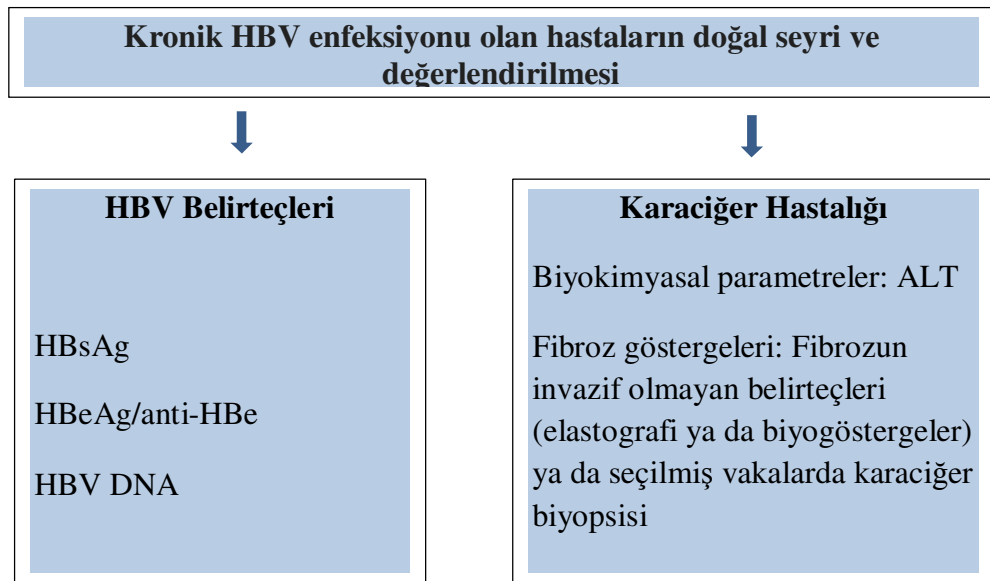 Kronik HBV enfeksiyonu olan hastaların doğal seyri ve
değerlendirilmesi
HBV Belirteçleri
HBsAg
HBeAg/anti-HBe
HBV DNA
Karaciğer Hastalığı
Biyokimyasal parametreler: ALT
Fibroz göstergeleri: Fibrozun
invazif olmayan belirteçleri
(elastografi ya da biyogöstergeler)
ya da seçilmiş vakalarda karaciğer
biyopsisi